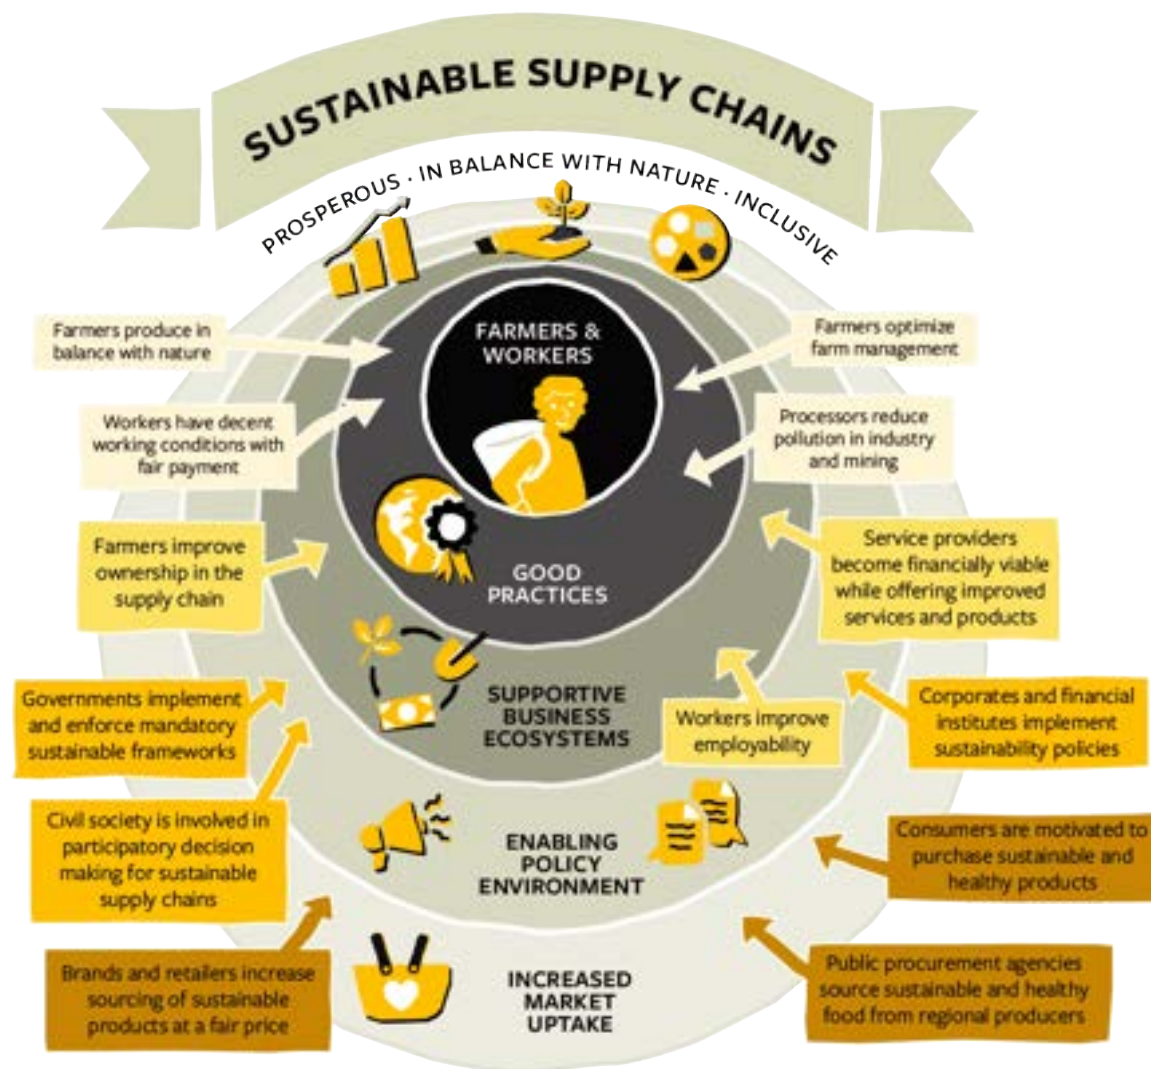 SUSTAINABLE SUPPLY CHAINS
PROSPEROUS · IN BALANCE WITH NATURE · INCLUSIVE
FARMERS &
WORKERS
Farmers produce in
balance with nature
Farmers optimize
farm management
Workers have decent
working conditions with
fair payment
Processors reduce
pollution in industry
and mining
GOOD
PRACTICES
Farmers improve
ownership in the
supply chain
Service providers
become financially viable
while offering improved
services and products
SUPPORTIVE
BUSINESS
ECOSYSTEMS
Workers improve
employability
Governments implement
and enforce mandatory
sustainable frameworks
Corporates and financial
institutes implement
sustainability policies
Civil society is involved in
participatory decision
making for sustainable
supply chains
ENABLING
POLICY
ENVIRONMENT
Consumers are motivated to
purchase sustainable and
healthy products
Brands and retailers increase
sourcing of sustainable
products at a fair price
INCREASED
MARKET
UPTAKE
Public procurement agencies
source sustainable and healthy
food from regional producers